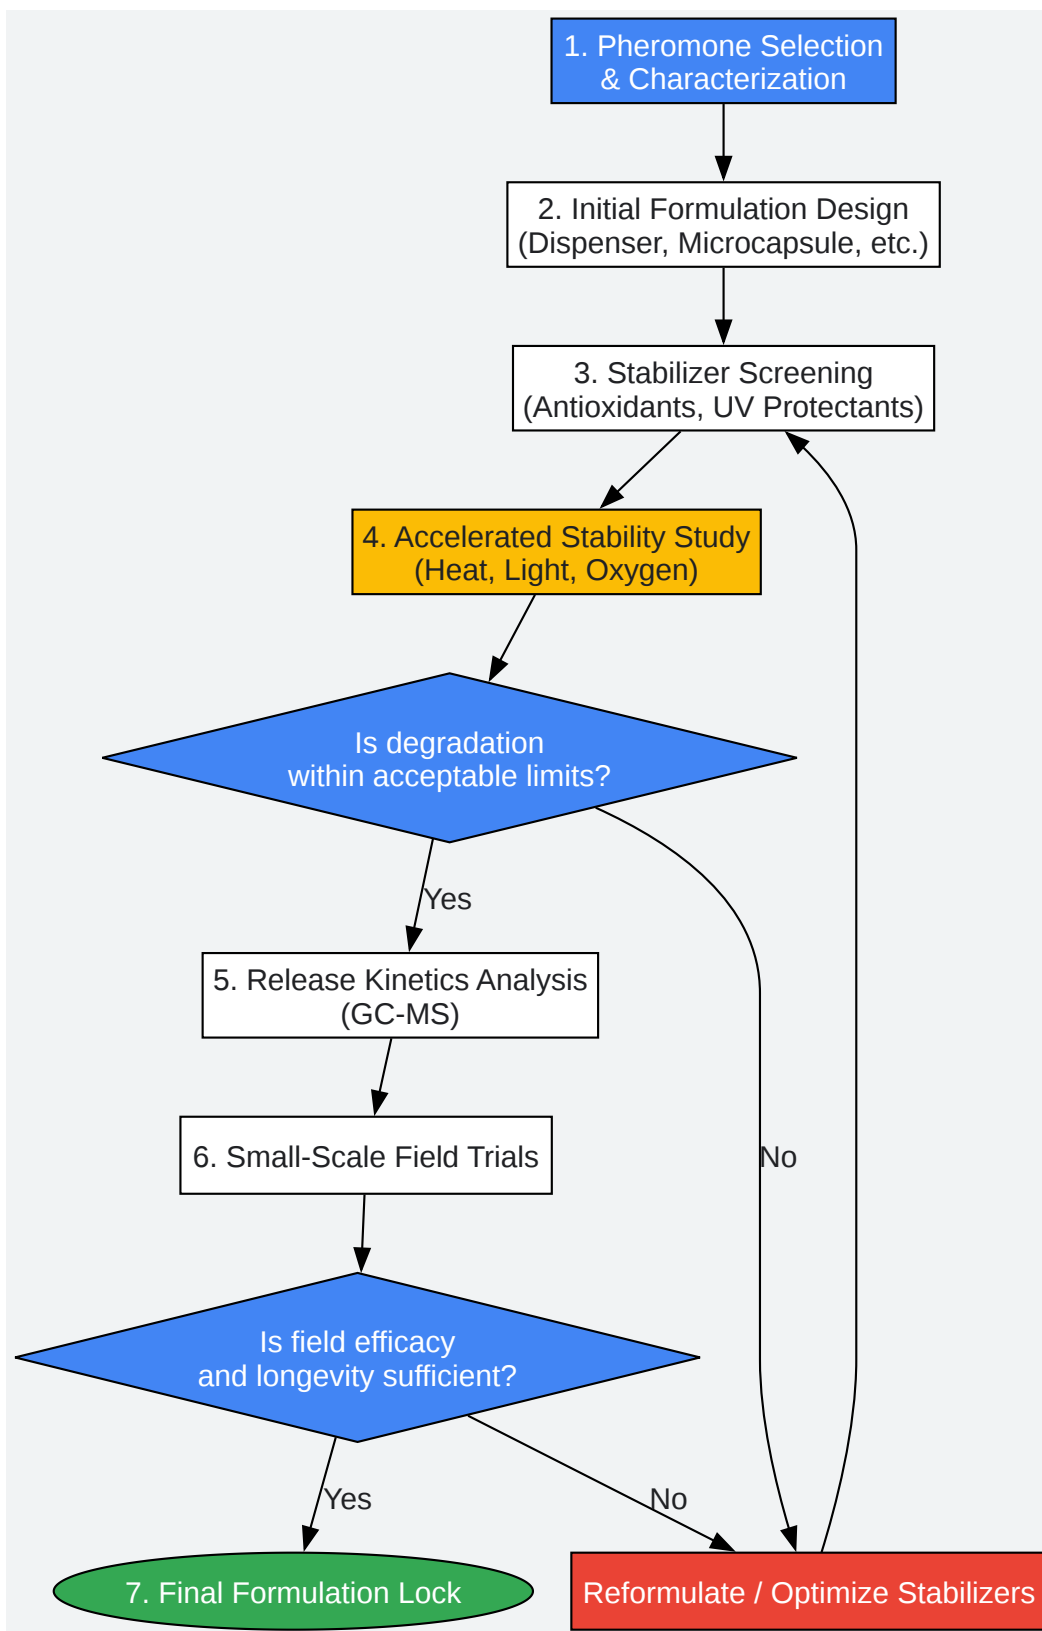 1. Pheromone Selection
& Characterization
2. Initial Formulation Design
(Dispenser, Microcapsule, etc.)
3. Stabilizer Screening
(Antioxidants, UV Protectants)
4. Accelerated Stability Study
(Heat, Light, Oxygen)
Is degradation
within acceptable limits?
Yes
5. Release Kinetics Analysis
(GC-MS)
6. Small-Scale Field Trials
No
Is field efficacy
and longevity sufficient?
Yes
No
7. Final Formulation Lock
Reformulate / Optimize Stabilizers